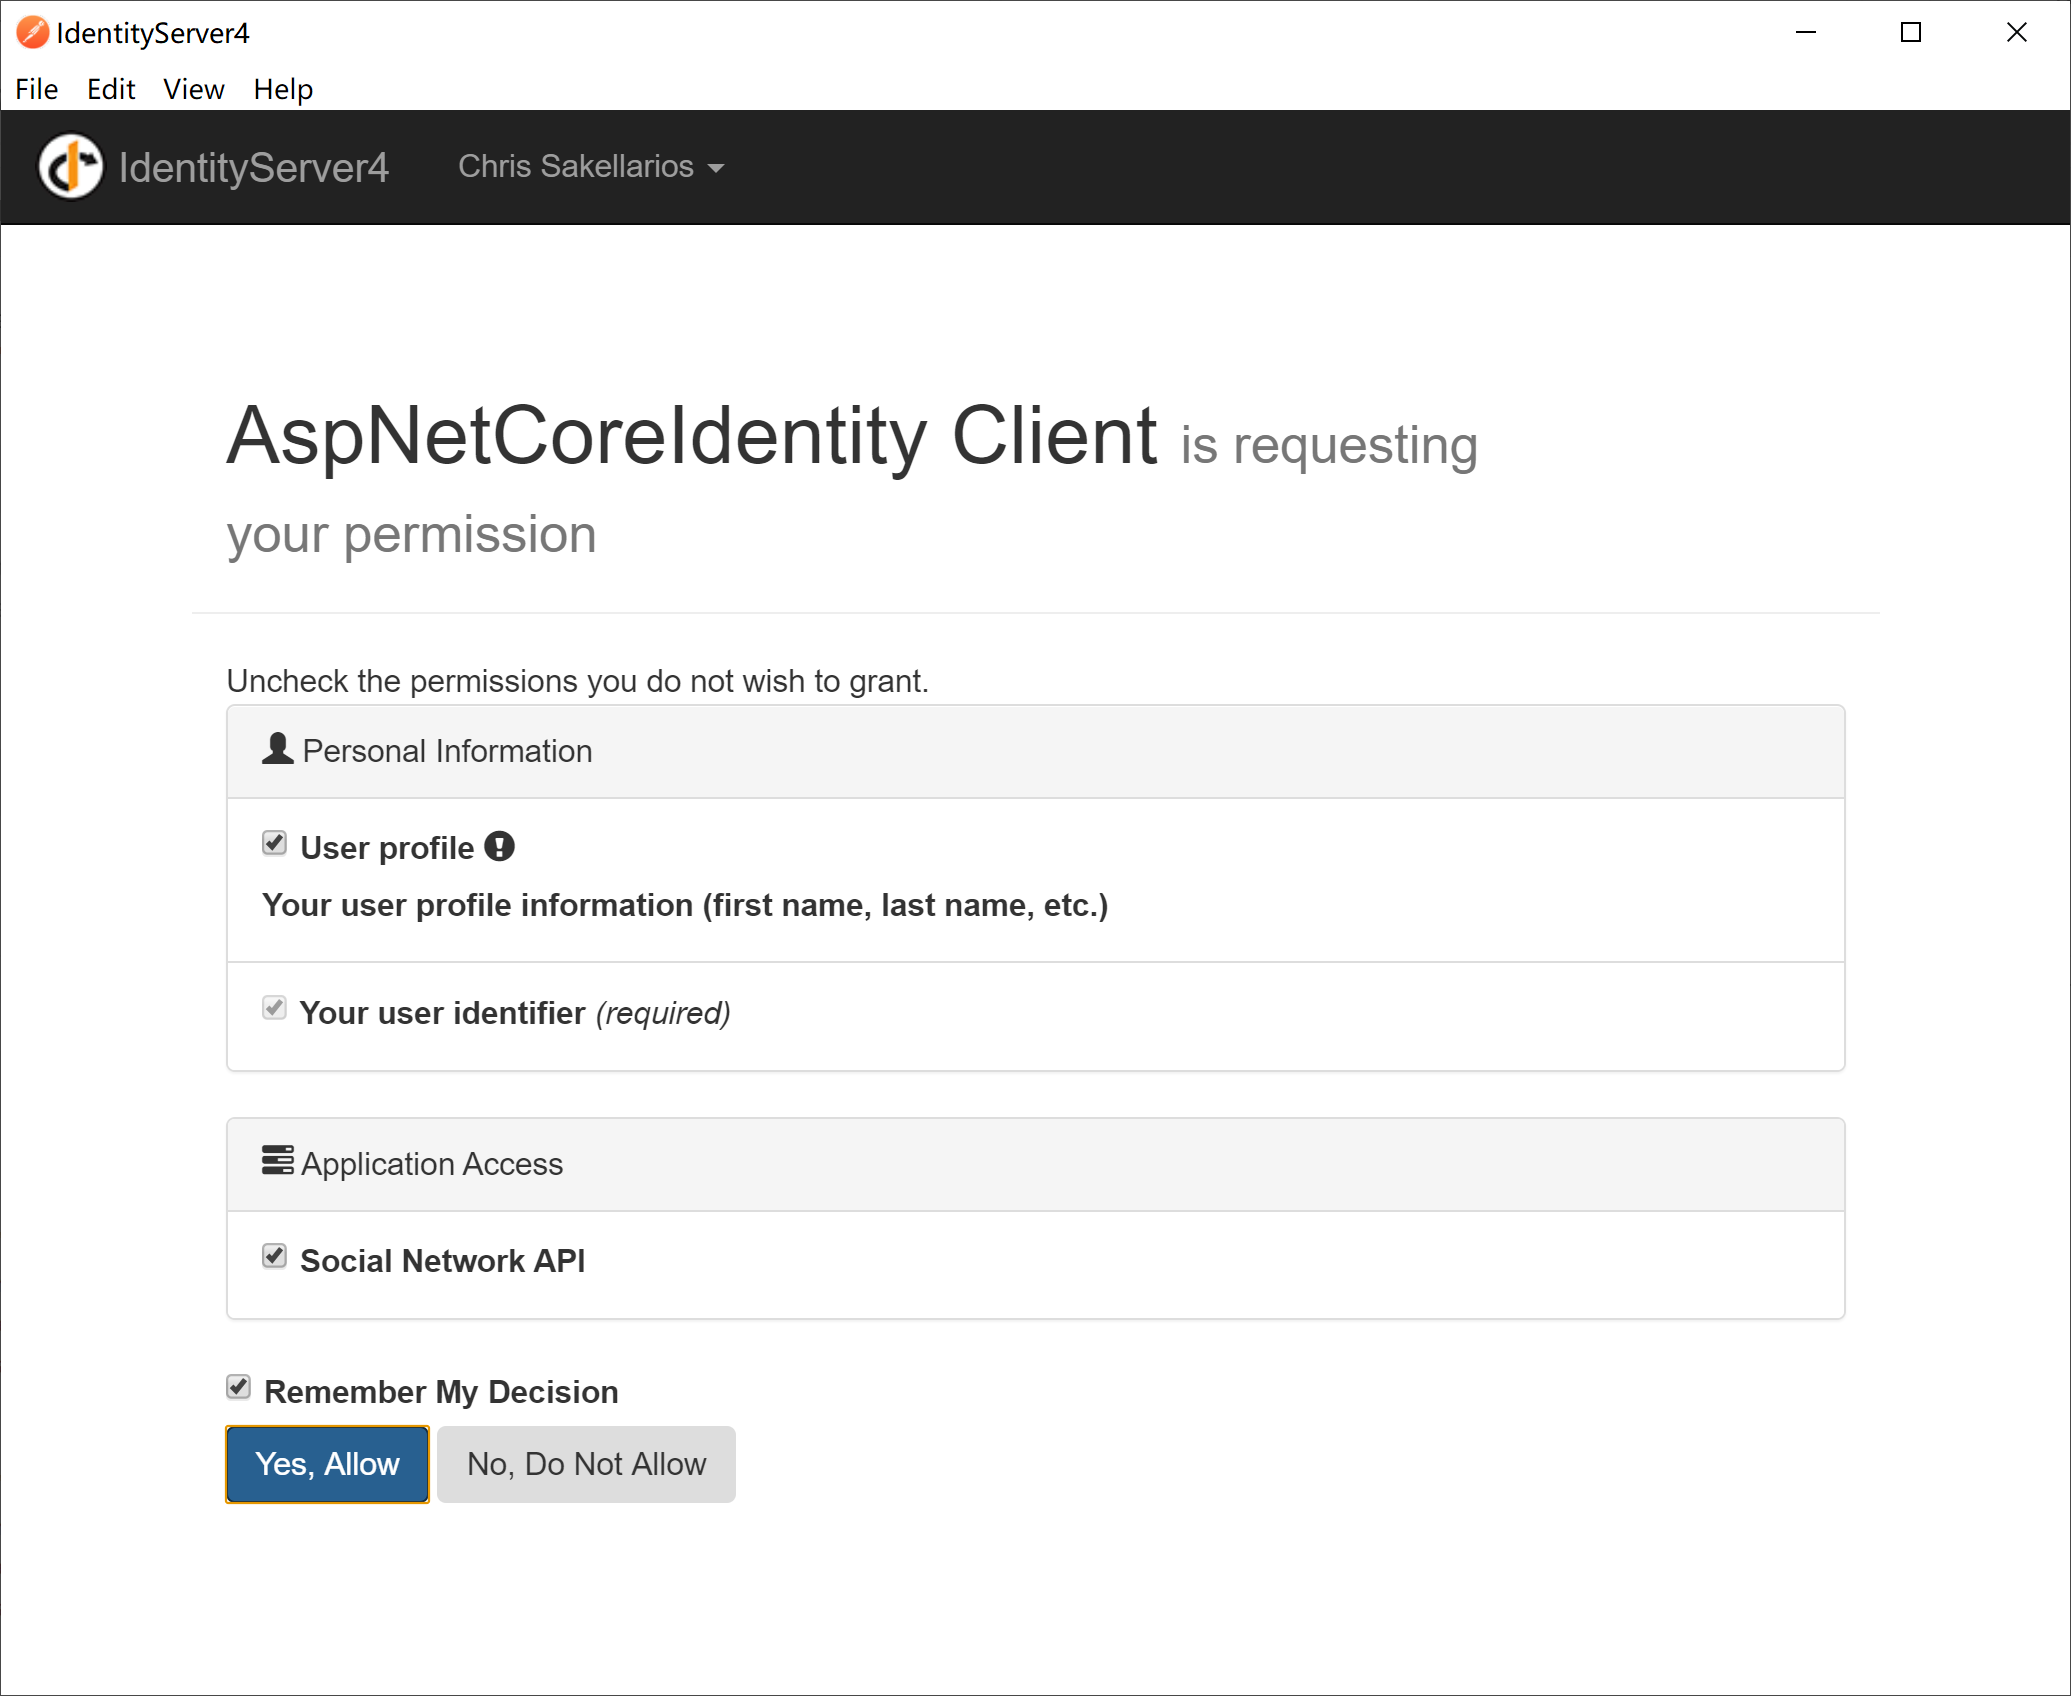 IdentityServer4
File Edit View Help
IdentityServer4 Chris Sakellarios
AspNetCoreIdentity Client is requesting
your permission
Uncheck the permissions you do not wish to grant.
Personal Information
User profile
Your user profile information (first name, last name, etc.)
Your user identifier (required)
Application Access
Social Network API
Remember My Decision
Yes, Allow No, Do Not Allow